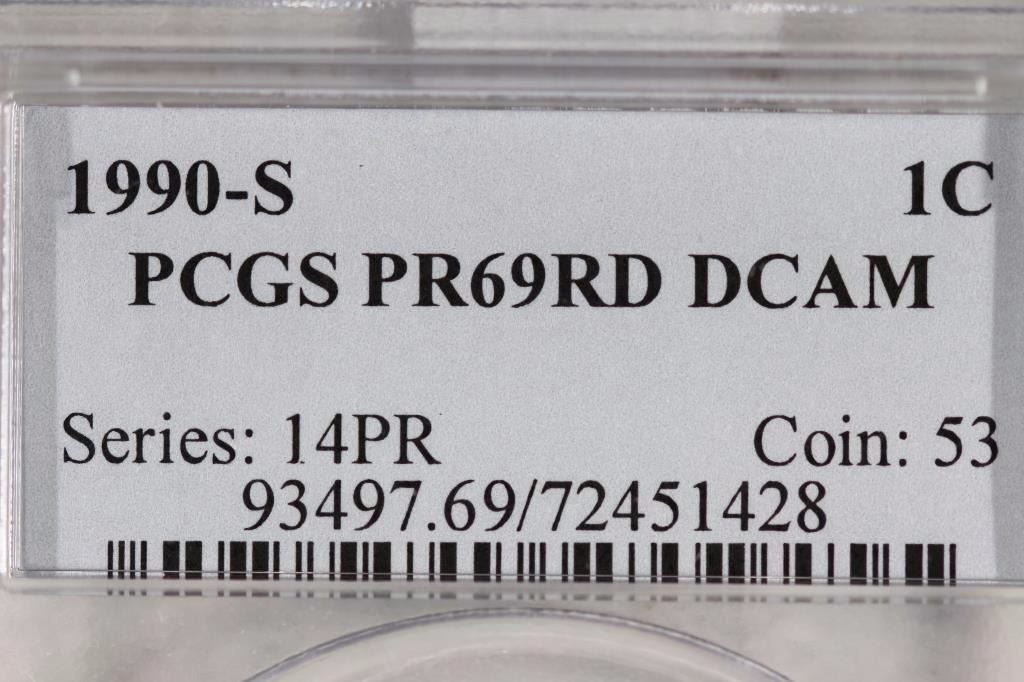 1990-S 1C
PCGS PR69RD DCAM
Series: 14PR Coin: 53
93497.69/72451428